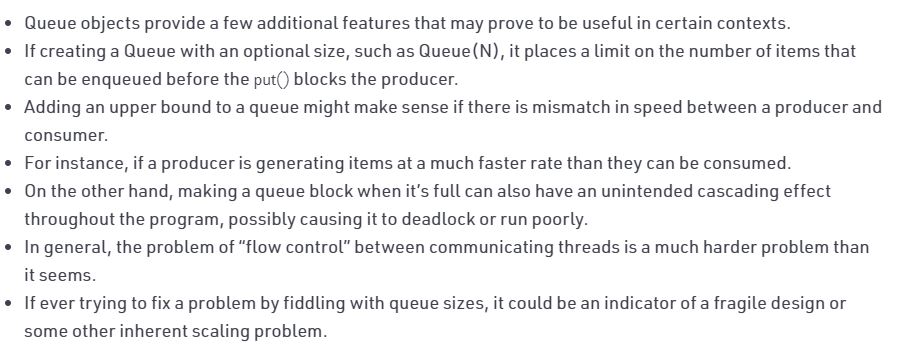 • Queue objects provide a few additional features that may prove to be useful in certain contexts.
• If creating a Queue with an optional size, such as Queue(N), it places a limit on the number of items that
can be enqueued before the put() blocks the producer.
• Adding an upper bound to a queue might make sense if there is mismatch in speed between a producer and
consumer.
• For instance, if a producer is generating items at a much faster rate than they can be consumed.
• On the other hand, making a queue block when it’s full can also have an unintended cascading effect
throughout the program, possibly causing it to deadlock or run poorly.
• In general, the problem of “flow control” between communicating threads is a much harder problem than
it seems.
• If ever trying to fix a problem by fiddling with queue sizes, it could be an indicator of a fragile design or
some other inherent scaling problem.